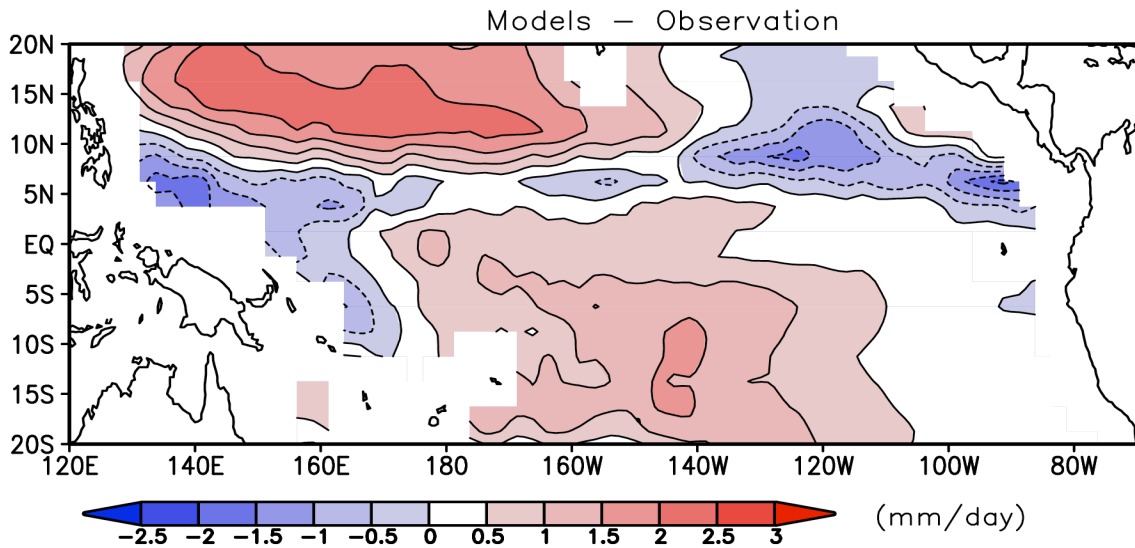 Models – Observation
20N
15N
10N
5N
EQ
5S
10S
15S
20S
120E 140E 160E 180 160W 140W 120W 100W 80W
-2.5 -2 -1.5 -1 -0.5 0 0.5 1 1.5 2 2.5 3
(mm/day)